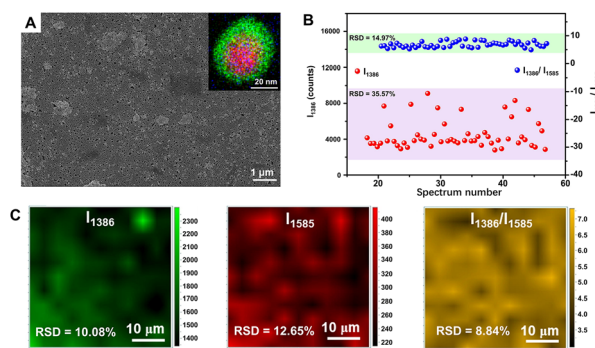 A
20 nm
1 μm
B
16000
12000
8000
4000
0
I1386 (counts)
RSD = 14.97%
I1386
I1386/ I1585
RSD = 35.57%
10
0
-10
-20
-30
-40
20
30
40
50
60
Spectrum number
C
I1386
RSD = 10.08%
10 μm
2300
2200
2100
2000
1900
1800
1700
1600
1500
1400
I1585
RSD = 12.65%
10 μm
400
380
360
340
320
300
280
260
240
220
I1386/I1585
RSD = 8.84%
10 μm
7.0
6.5
6.0
5.5
5.0
4.5
4.0
3.5